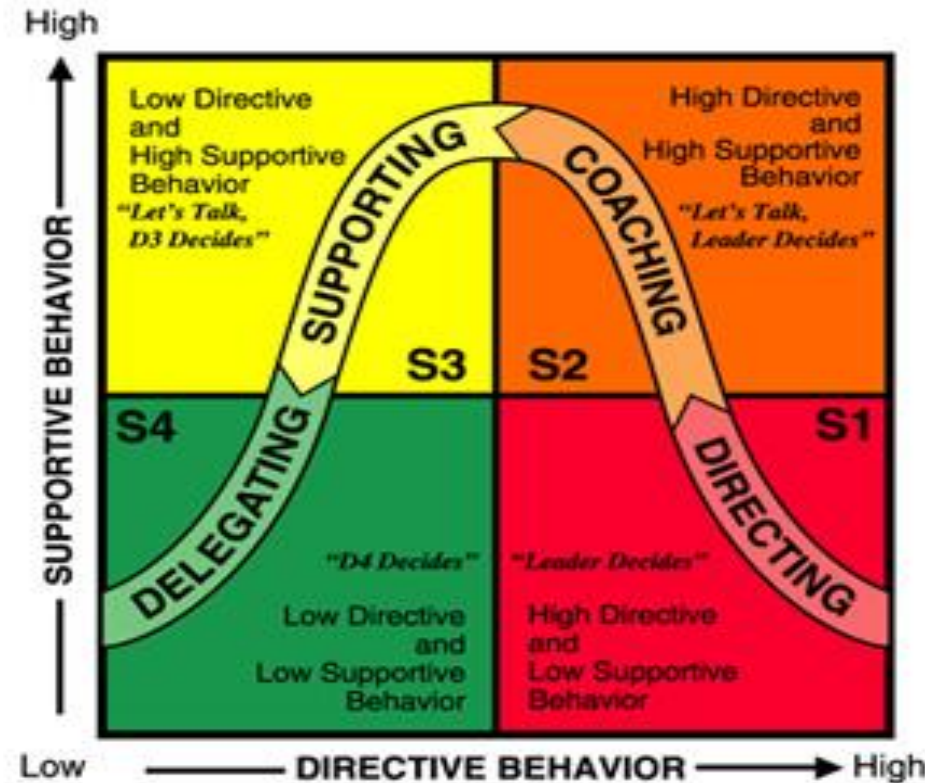 High
SUPPORTIVE BEHAVIOR
Low Directive
and
High Supportive
Behavior
"Let's Talk,
D3 Decides"
SUPPORTING
S3
High Directive
and
High Supportive
Behavior
"Let's Talk,
Leader Decides"
COACHING
S2
S4
DELEGATING
"D4 Decides"
Low Directive
and
Low Supportive
Behavior
S1
DIRECTING
"Leader Decides"
High Directive
and
Low Supportive
Behavior
Low
DIRECTIVE BEHAVIOR
High